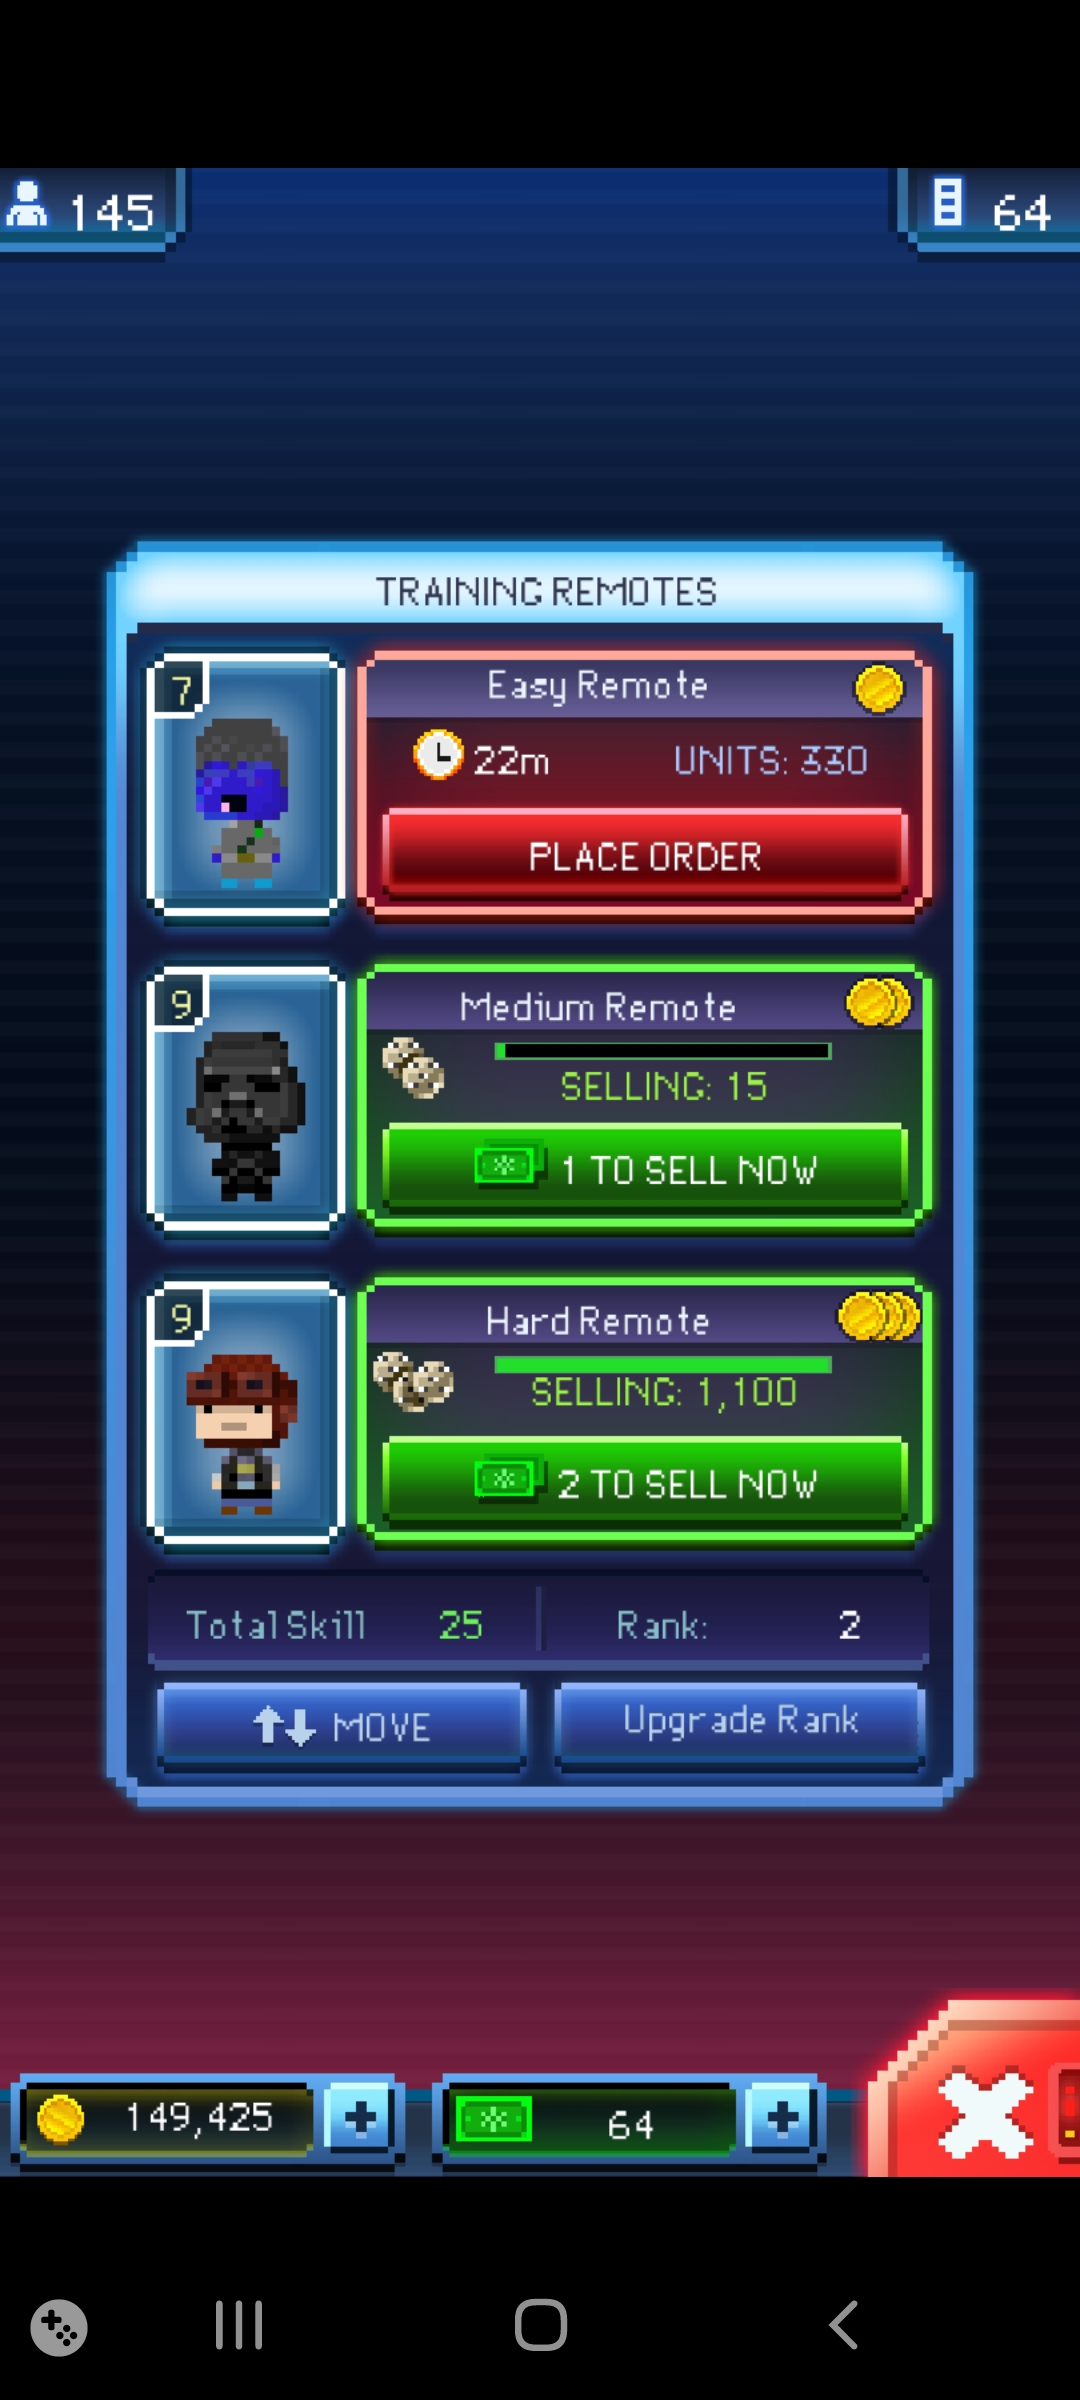 145
64
TRAINING REMOTES
7
Easy Remote
22m UNITS: 330
PLACE ORDER
9
Medium Remote
SELLING: 15
1 TO SELL NOW
9
Hard Remote
SELLING: 1,100
2 TO SELL NOW
Total Skill 25 Rank: 2
MOVE Upgrade Rank
149,425 64